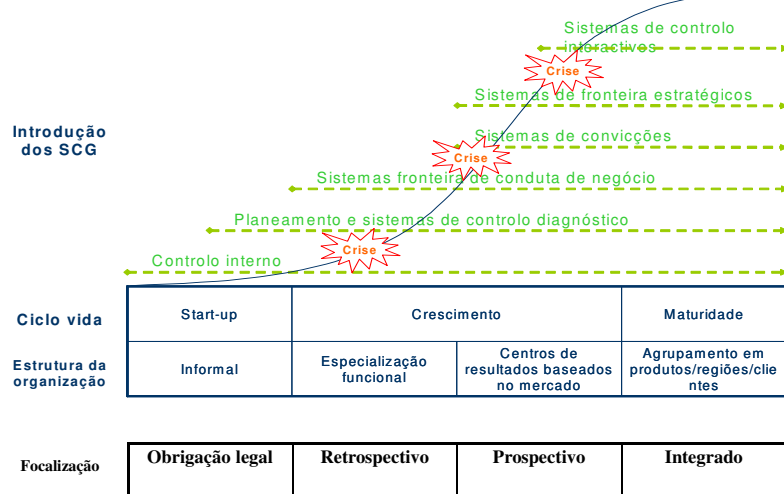 Sistemas de controlo
interactivos
Crise
Sistemas de fronteira estratégicos
Introdução
dos SCG
Sistemas de convicções
Crise
Sistemas fronteira de conduta de negócio
Planeamento e sistemas de controlo diagnóstico
Crise
Controlo interno
Ciclo vida
Start-up
Crescimento
Maturidade
Estrutura da
organização
Informal
Especialização
funcional
Centros de
resultados baseados
no mercado
Agrupamento em
produtos/regiões/clie
ntes
Focalização
Obrigação legal
Retrospectivo
Prospectivo
Integrado